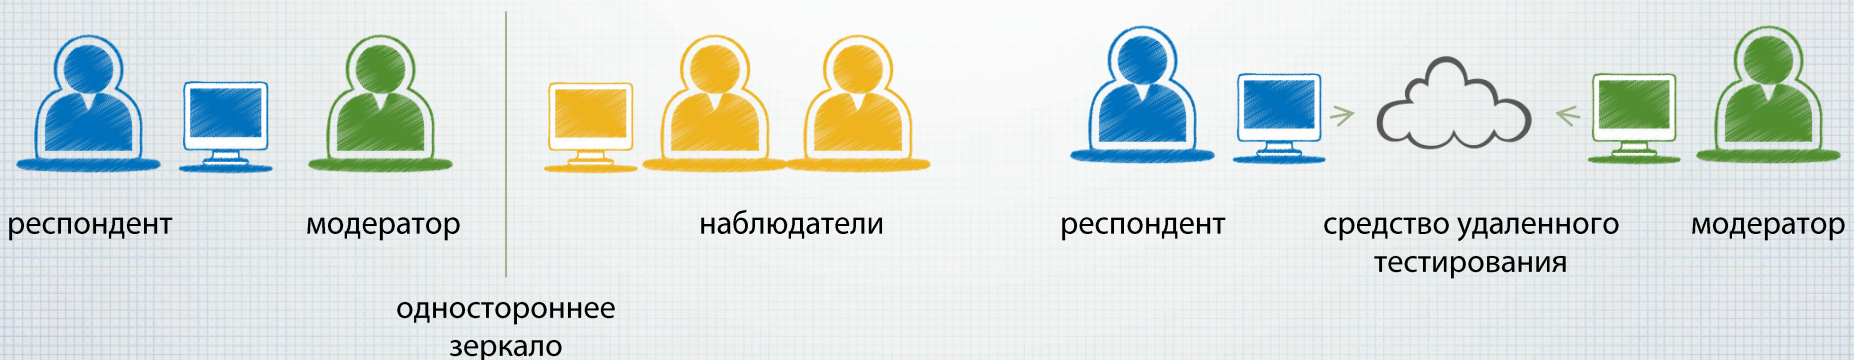 респондент
модератор
наблюдатели
респондент
средство удаленного
тестирования
модератор
одностороннее
зеркало